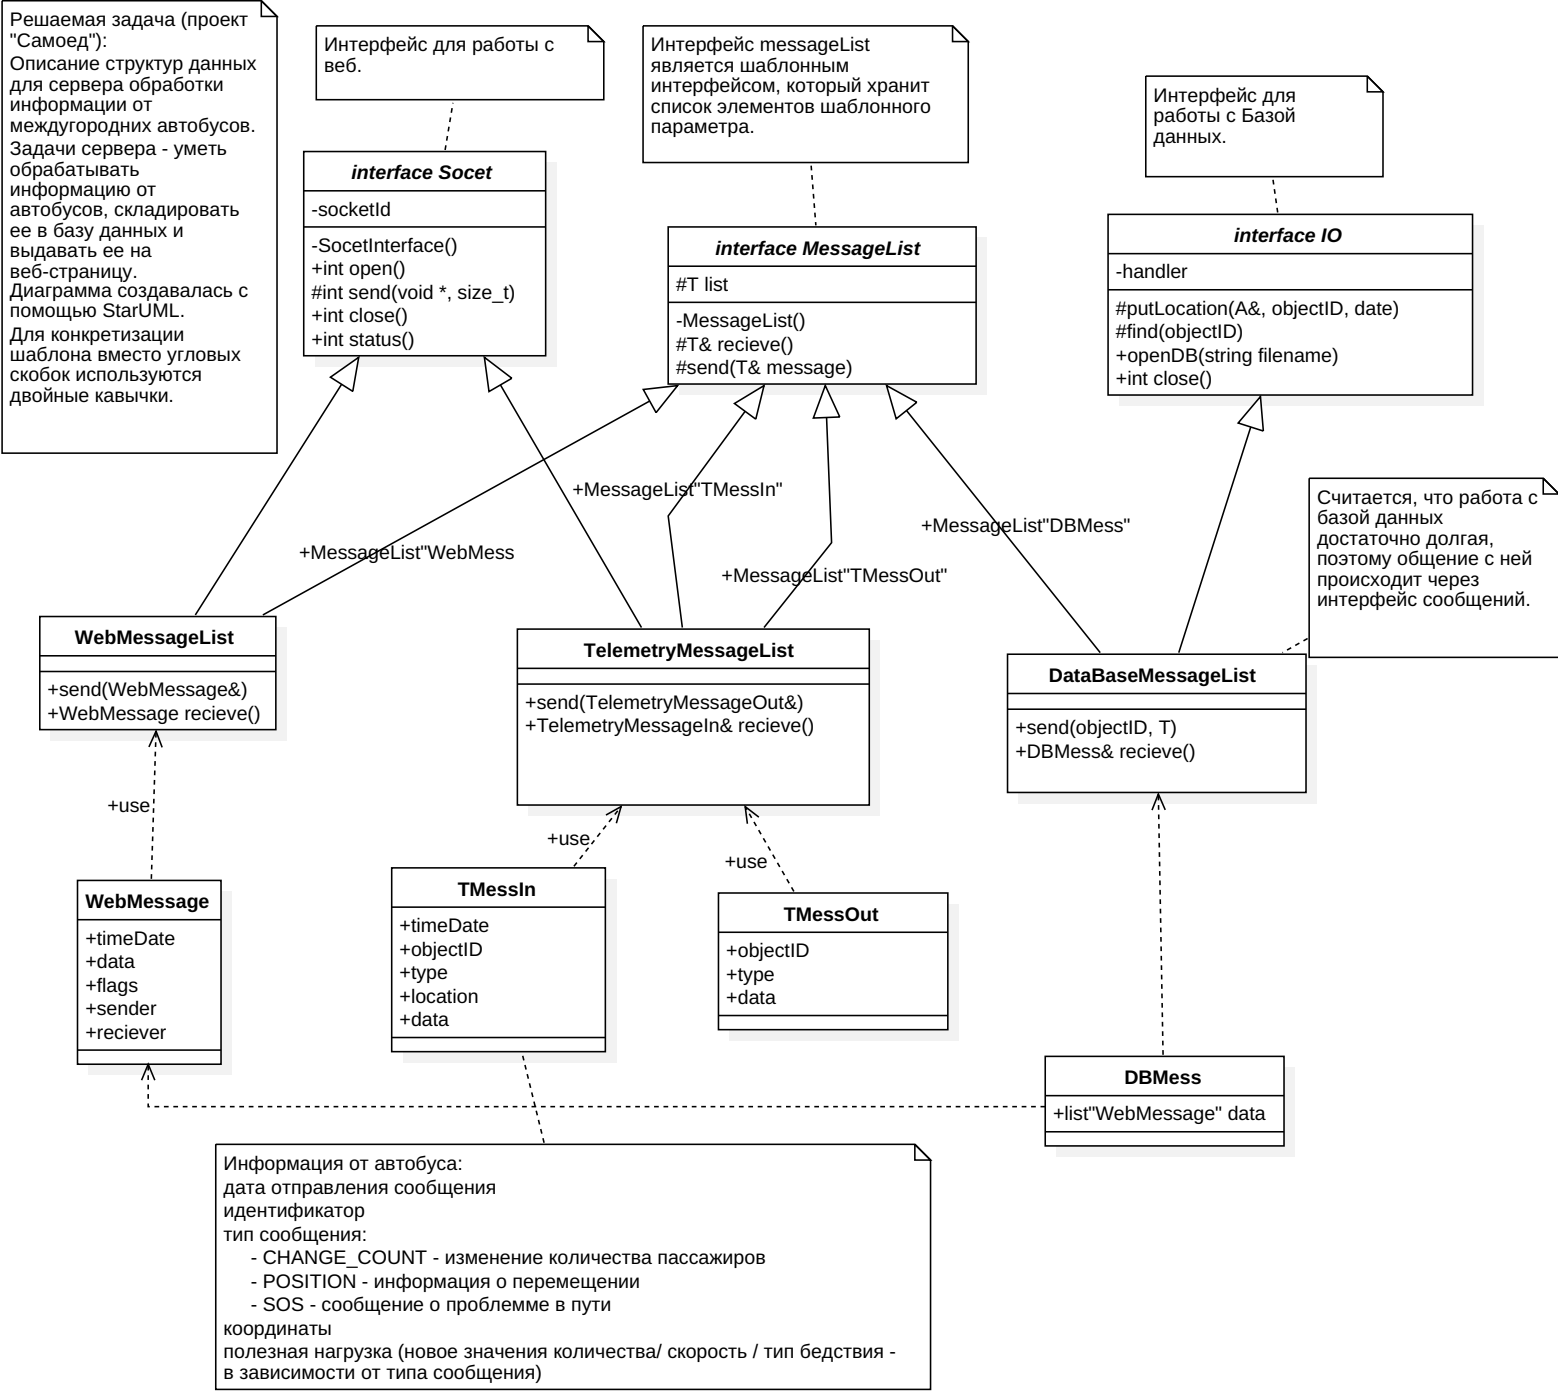 Решаемая задача (проект
"Самоед"):
Описание структур данных
для сервера обработки
информации от
междугородних автобусов.
Задачи сервера - уметь
обрабатывать
информацию от
автобусов, складировать
ее в базу данных и
выдавать ее на
веб-страницу.
Диаграмма создавалась с
помощью StarUML.
Для конкретизации
шаблона вместо угловых
скобок используются
двойные кавычки.
Интерфейс для работы с
веб.
Интерфейс messageList
является шаблонным
интерфейсом, который хранит
список элементов шаблонного
параметра.
Интерфейс для
работы с Базой
данных.
interface Socet
-socketId
-SocetInterface()
+int open()
#int send(void *, size_t)
+int close()
+int status()
interface MessageList
#T list
-MessageList()
#T& recieve()
#send(T& message)
interface IO
-handler
#putLocation(A&, objectID, date)
#find(objectID)
+openDB(string filename)
+int close()
+MessageList"TMessIn"
+MessageList"WebMess
+MessageList"TMessOut"
+MessageList"DBMess"
Считается, что работа с
базой данных
достаточно долгая,
поэтому общение с ней
происходит через
интерфейс сообщений.
WebMessageList
+send(WebMessage&)
+WebMessage recieve()
TelemetryMessageList
+send(TelemetryMessageOut&)
+TelemetryMessageIn& recieve()
DataBaseMessageList
+send(objectID, T)
+DBMess& recieve()
+use
+use
+use
WebMessage
+timeDate
+data
+flags
+sender
+reciever
TMessIn
+timeDate
+objectID
+type
+location
+data
TMessOut
+objectID
+type
+data
DBMess
+list"WebMessage" data
Информация от автобуса:
дата отправления сообщения
идентификатор
тип сообщения:
- CHANGE_COUNT - изменение количества пассажиров
- POSITION - информация о перемещении
- SOS - сообщение о проблемме в пути
координаты
полезная нагрузка (новое значения количества/ скорость / тип бедствия -
в зависимости от типа сообщения)